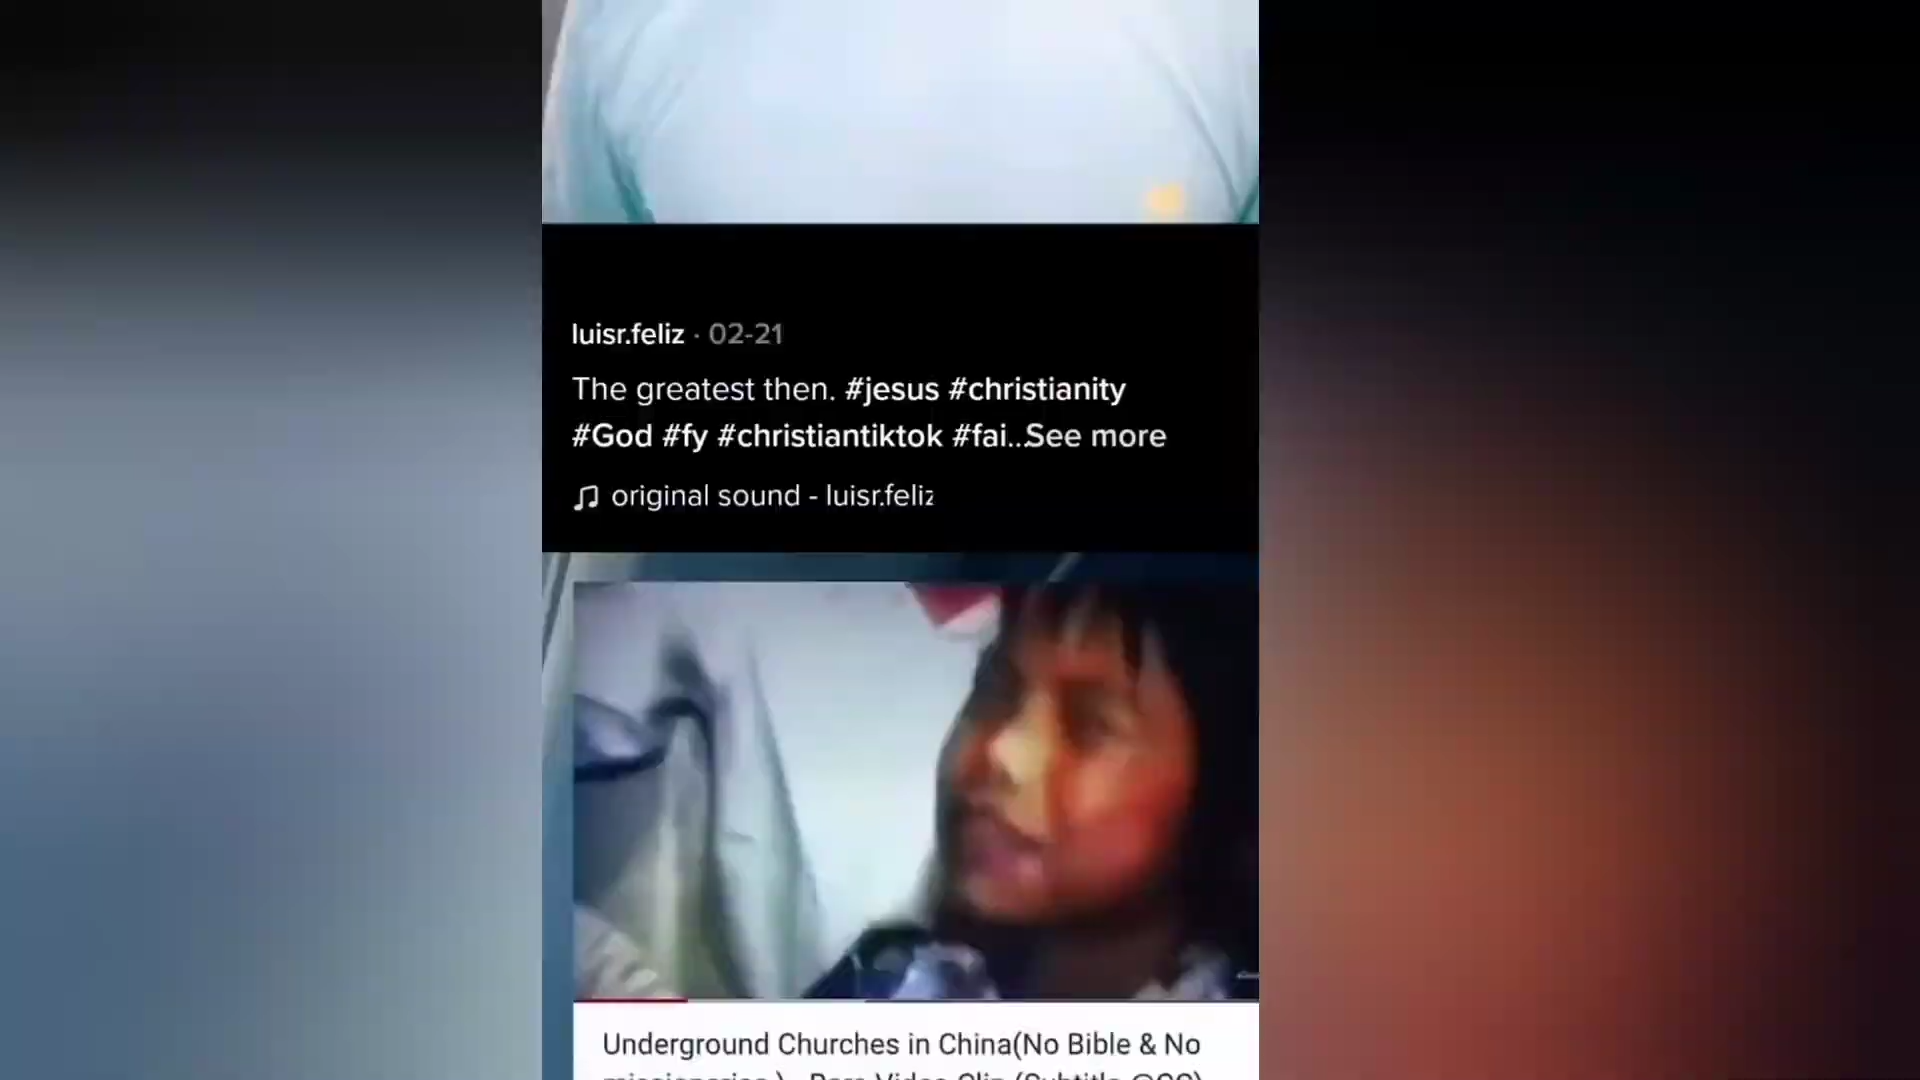 luisr.feliz · 02-21
The greatest then. #jesus #christianity
#God #fy #christiantiktok #fai...See more
original sound - luisr.feliz
Underground Churches in China(No Bible & No